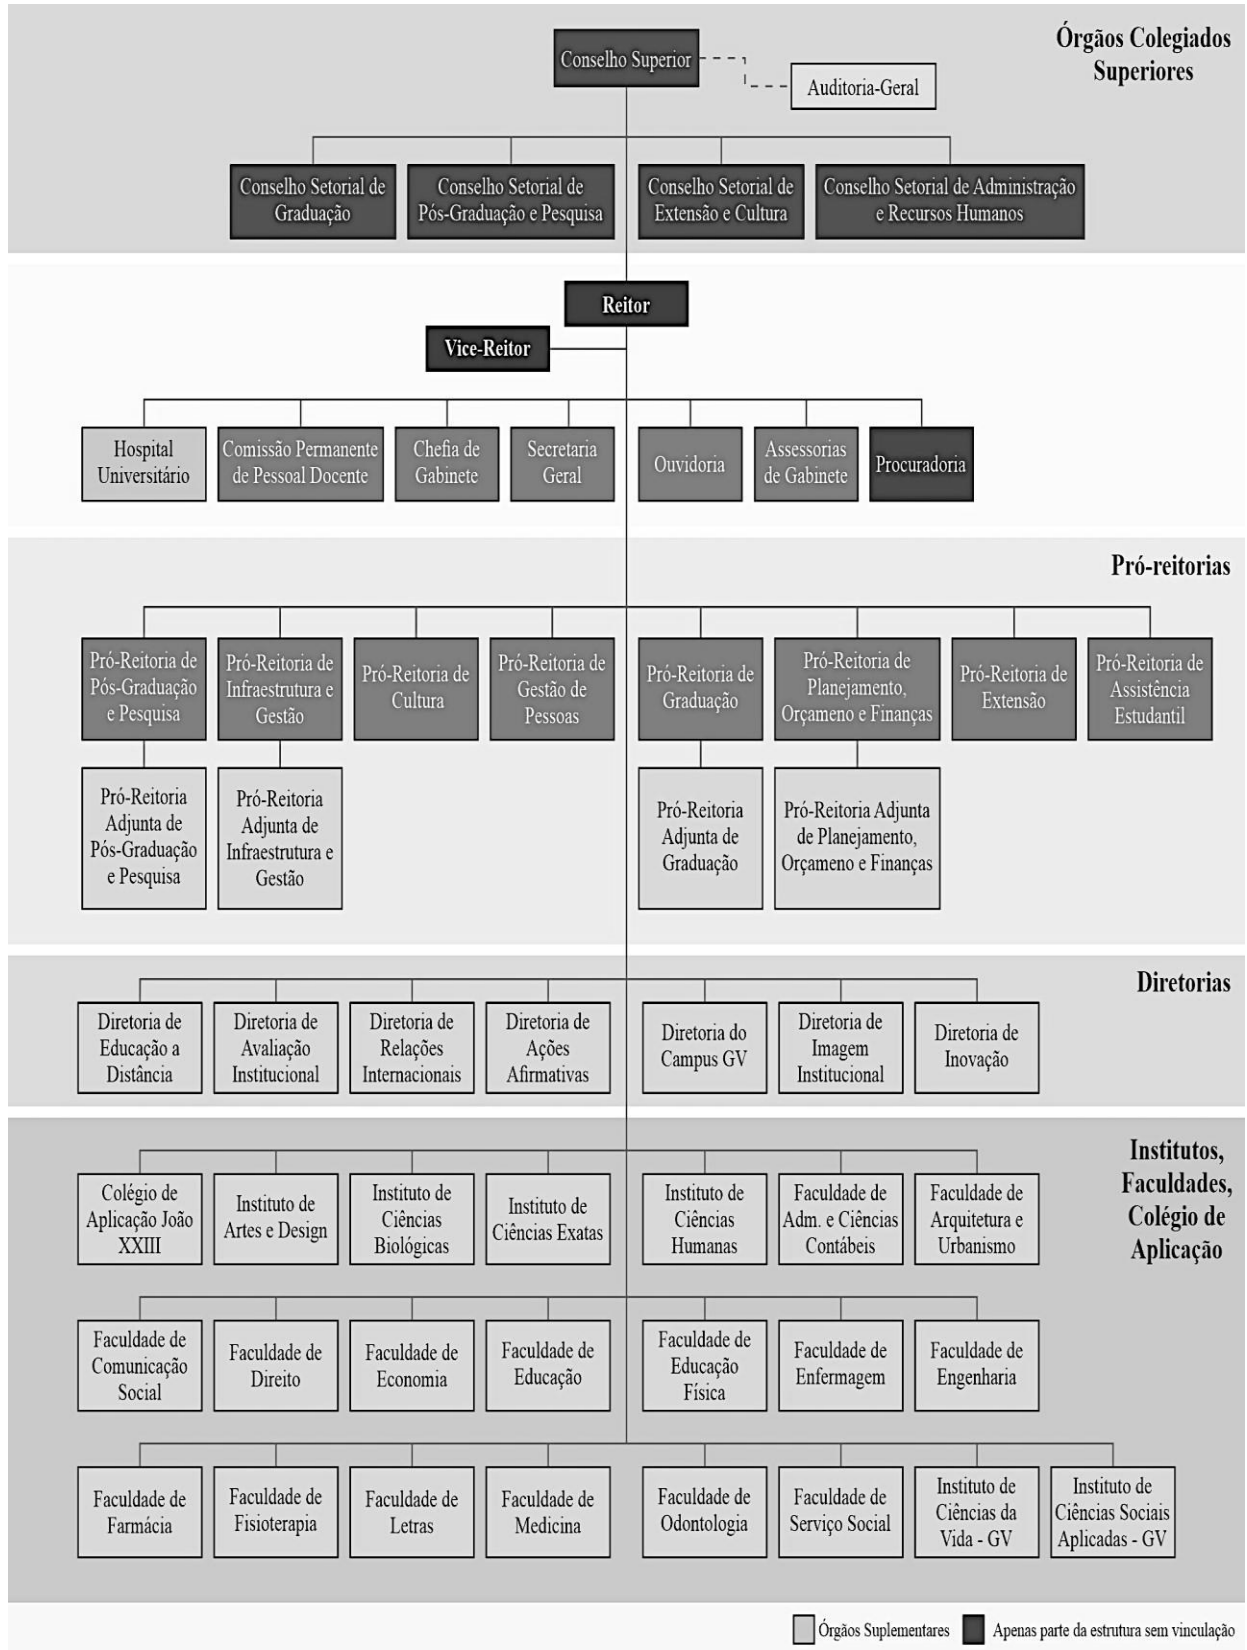 Órgãos Colegiados
Superiores
Conselho Superior
Auditoria-Geral
Conselho Setorial de
Graduação
Conselho Setorial de
Pós-Graduação e Pesquisa
Conselho Setorial de
Extensão e Cultura
Conselho Setorial de Administração
e Recursos Humanos
Reitor
Vice-Reitor
Hospital
Universitário
Comissão Permanente
de Pessoal Docente
Chefia de
Gabinete
Secretaria
Geral
Ouvidoria
Assessorias
de Gabinete
Procuradoria
Pró-reitorias
Pró-Reitoria de
Pós-Graduação
e Pesquisa
Pró-Reitoria de
Infraestrutura e
Gestão
Pró-Reitoria de
Cultura
Pró-Reitoria de
Gestão de
Pessoas
Pró-Reitoria de
Graduação
Pró-Reitoria de
Planejamento,
Orçameno e Finanças
Pró-Reitoria de
Extensão
Pró-Reitoria de
Assistência
Estudantil
Pró-Reitoria
Adjunta de
Pós-Graduação
e Pesquisa
Pró-Reitoria
Adjunta de
Infraestrutura e
Gestão
Pró-Reitoria
Adjunta de
Graduação
Pró-Reitoria Adjunta
de Planejamento,
Orçameno e Finanças
Diretorias
Diretoria de
Educação a
Distância
Diretoria de
Avaliação
Institucional
Diretoria de
Relações
Internacionais
Diretoria de
Ações
Afirmativas
Diretoria do
Campus GV
Diretoria de
Imagem
Institucional
Diretoria de
Inovação
Institutos,
Faculdades,
Colégio de
Aplicação
Colégio de
Aplicação João
XXIII
Instituto de
Artes e Design
Instituto de
Ciências
Biológicas
Instituto de
Ciências Exatas
Instituto de
Ciências
Humanas
Faculdade de
Adm. e Ciências
Contábeis
Faculdade de
Arquitetura e
Urbanismo
Faculdade de
Comunicação
Social
Faculdade de
Direito
Faculdade de
Economia
Faculdade de
Educação
Faculdade de
Educação
Física
Faculdade de
Enfermagem
Faculdade de
Engenharia
Faculdade de
Farmácia
Faculdade de
Fisioterapia
Faculdade de
Letras
Faculdade de
Medicina
Faculdade de
Odontologia
Faculdade de
Serviço Social
Instituto de
Ciências da
Vida - GV
Instituto de
Ciências Sociais
Aplicadas - GV
Órgãos Suplementares
Apenas parte da estrutura sem vinculação